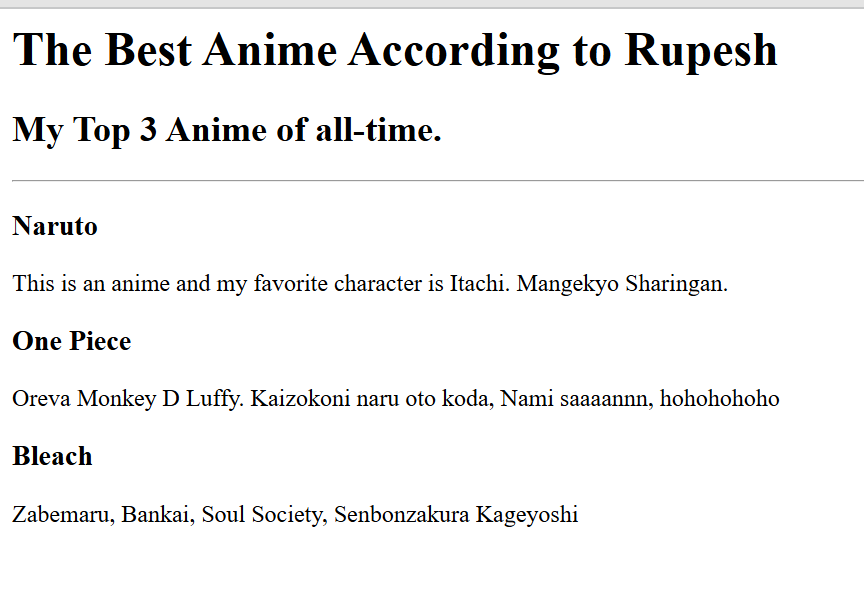 The Best Anime According to Rupesh
My Top 3 Anime of all-time.
Naruto
This is an anime and my favorite character is Itachi. Mangekyo Sharingan.
One Piece
Oreva Monkey D Luffy. Kaizokoni naru oto koda, Nami saaaannn, hohohohoho
Bleach
Zabemaru, Bankai, Soul Society, Senbonzakura Kageyoshi